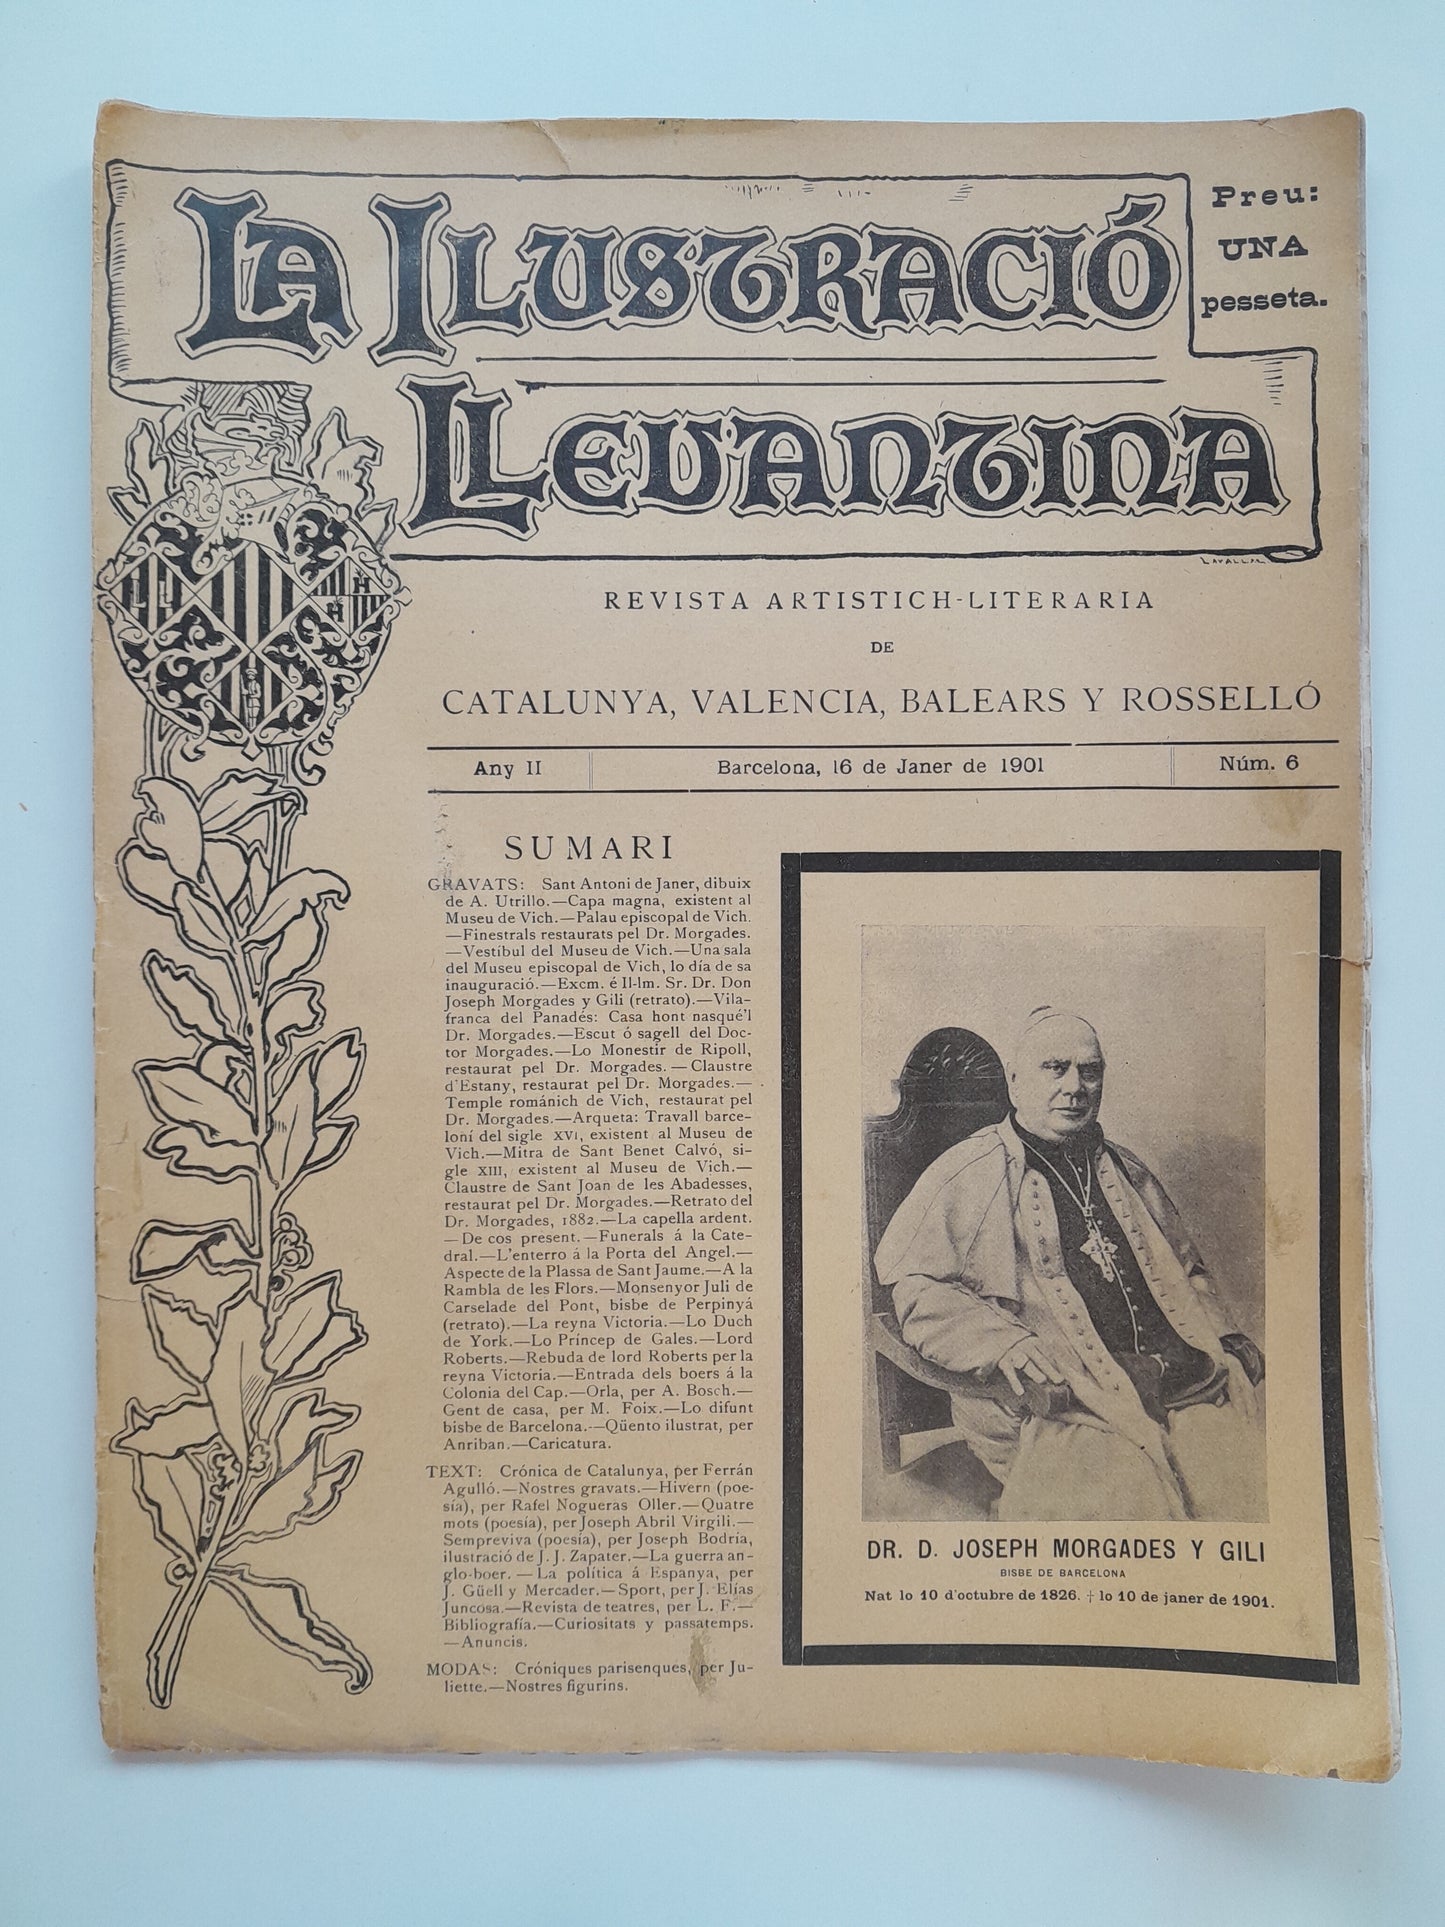 LA ILUSTRACIÓ
LLEVANTINA
Preu:
UNA
pesseta.
REVISTA ARTISTICH-LITERARIA
DE
CATALUNYA, VALENCIA, BALEARS Y ROSSELLÓ
Any II
Barcelona, 16 de Janer de 1901
Núm. 6
SUMARI
GRAVATS: Sant Antoni de Janer, dibuix
de A. Utrillo.—Capa magna, existent al
Museu de Vich.—Palau episcopal de Vich.
—Finestrals restaurats pel Dr. Morgades.
—Vestíbul del Museu de Vich.—Una sala
del Museu episcopal de Vich, lo día de sa
inauguració.—Excm. é Il-lm. Sr. Dr. Don
Joseph Morgades y Gili (retrato).—Vila-
franca del Panadés: Casa hont nasqué'l
Dr. Morgades.—Escut ó sagell del Doc-
tor Morgades.—Lo Monestir de Ripoll,
restaurat pel Dr. Morgades.—Claustre
d'Estany, restaurat pel Dr. Morgades.—
Temple románich de Vich, restaurat pel
Dr. Morgades.—Arqueta: Travall barce-
loní del sigle XVI, existent al Museu de
Vich.—Mitra de Sant Benet Calvó, si-
gle XIII, existent al Museu de Vich.—
Claustre de Sant Joan de les Abadesses,
restaurat pel Dr. Morgades.—Retrato del
Dr. Morgades, 1882.—La capella ardent.
—De cos present.—Funerals á la Cate-
dral.—L'enterro á la Porta del Angel.—
Aspecte de la Plassa de Sant Jaume.—A la
Rambla de les Flors.—Monsenyor Juli de
Carselade del Pont, bisbe de Perpinyá
(retrato).—La reyna Victoria.—Lo Duch
de York.—Lo Príncep de Gales.—Lord
Roberts.—Rebuda de lord Roberts per la
reyna Victoria.—Entrada dels boers á la
Colonia del Cap.—Orla, per A. Bosch.—
Gent de casa, per M. Foix.—Lo difunt
bisbe de Barcelona.—Qüento ilustrat, per
Anriban.—Caricatura.
TEXT: Crónica de Catalunya, per Ferrán
Agulló.—Nostres gravats.—Hivern (poe-
sía), per Rafel Nogueras Oller.—Quatre
mots (poesía), per Joseph Abril Virgili.—
Sempreviva (poesía), per Joseph Bodría,
ilustració de J. J. Zapater.—La guerra an-
glo-boer.—La política á Espanya, per
J. Güell y Mercader.—Sport, per J. Elías
Juncosa.—Revista de teatres, per L. F.—
Bibliografía.—Curiositats y passatemps.
—Anuncis.
MODAS: Cróniques parisenques, per Ju-
liette.—Nostres figurins.
DR. D. JOSEPH MORGADES Y GILI
BISBE DE BARCELONA
Nat lo 10 d'octubre de 1826. † lo 10 de janer de 1901.